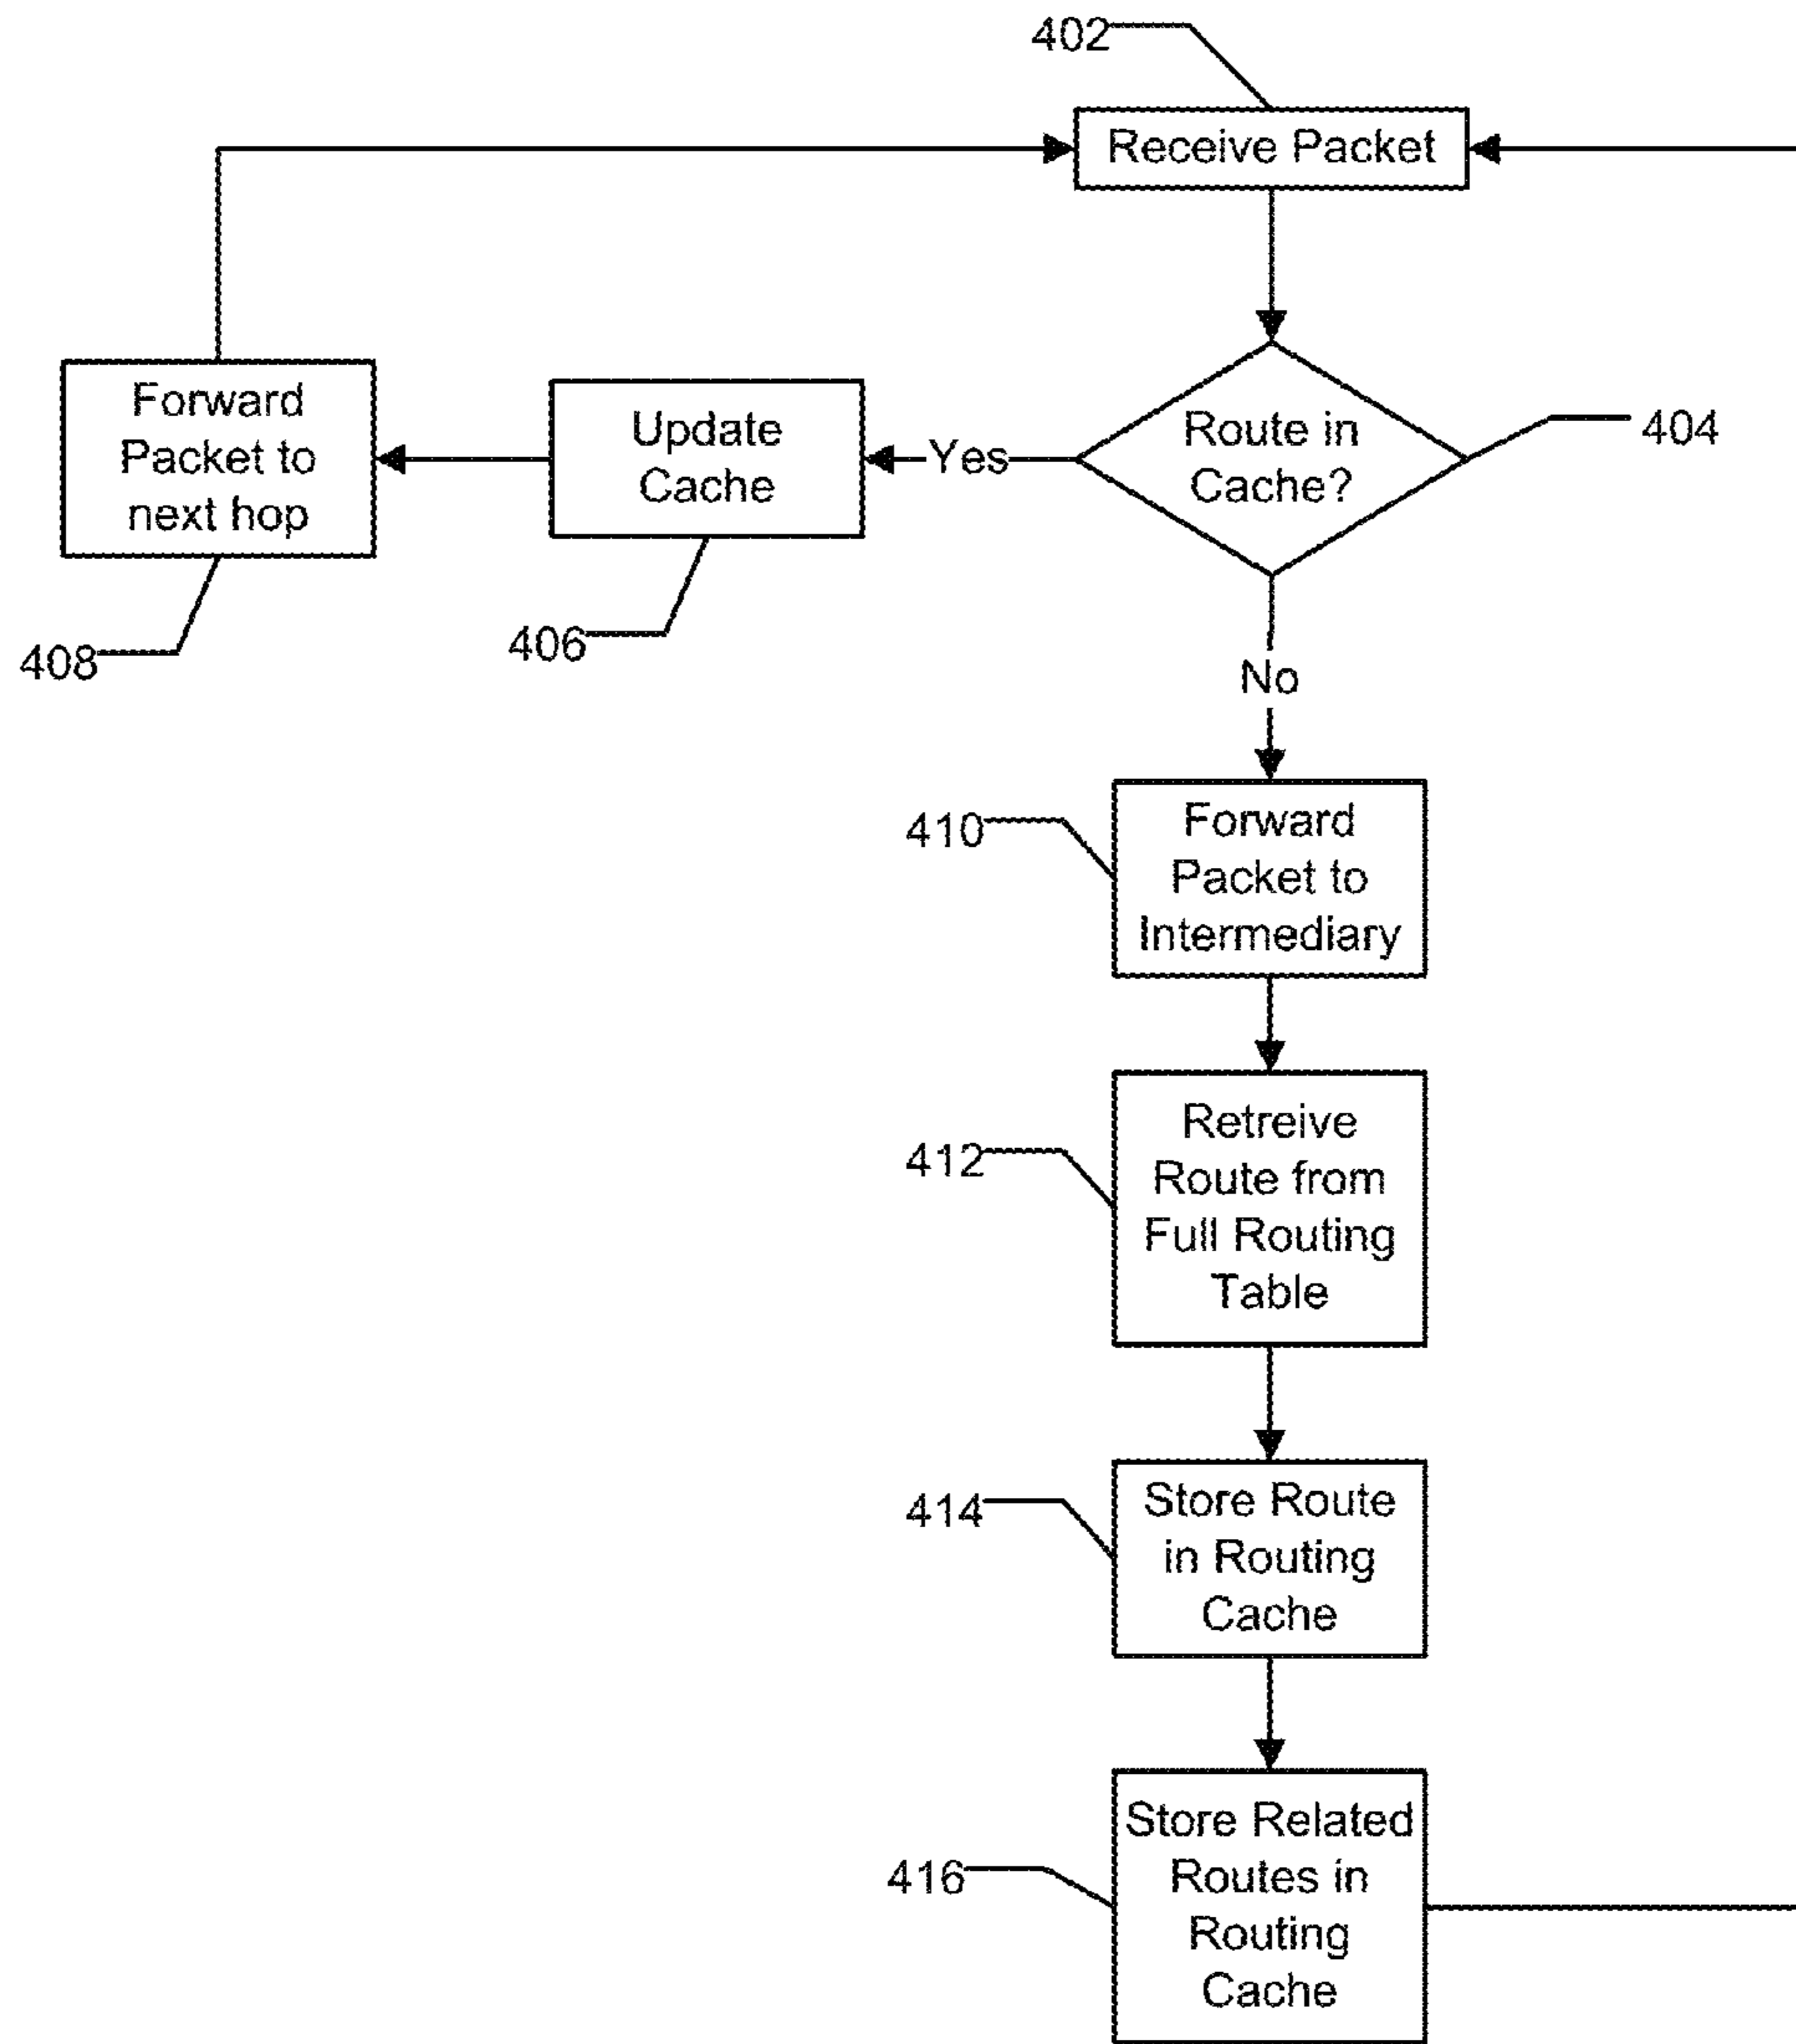 402
Receive Packet
Route in
Cache?
404
Yes
Update
Cache
406
Forward
Packet to
next hop
408
No
410
Forward
Packet to
Intermediary
412
Retreive
Route from
Full Routing
Table
414
Store Route
in Routing
Cache
416
Store Related
Routes in
Routing
Cache